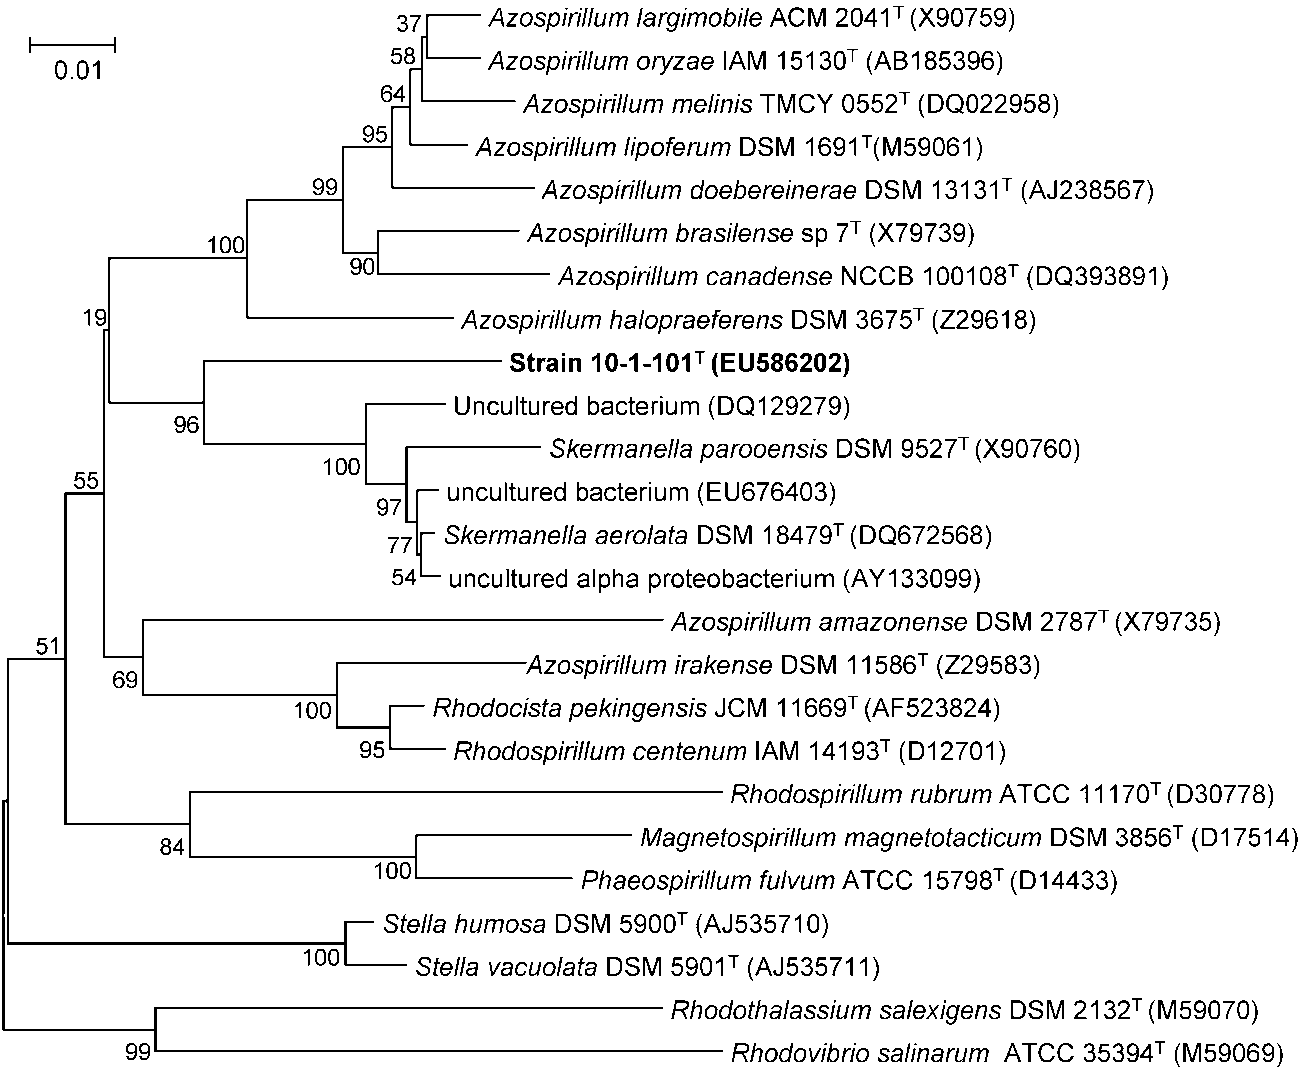 37 Azospirillum largimobile ACM 2041T (X90759)
0.01
58 Azospirillum oryzae IAM 15130T (AB185396)
64 Azospirillum melinis TMCY 0552T (DQ022958)
95 Azospirillum lipoferum DSM 1691T(M59061)
99 Azospirillum doebereinerae DSM 13131T (AJ238567)
100 Azospirillum brasilense sp 7T (X79739)
90 Azospirillum canadense NCCB 100108T (DQ393891)
19 Azospirillum halopraeferens DSM 3675T (Z29618)
Strain 10-1-101T (EU586202)
96 Uncultured bacterium (DQ129279)
100 Skermanella parooensis DSM 9527T (X90760)
55 uncultured bacterium (EU676403)
97
77 Skermanella aerolata DSM 18479T (DQ672568)
54 uncultured alpha proteobacterium (AY133099)
Azospirillum amazonense DSM 2787T (X79735)
51 Azospirillum irakense DSM 11586T (Z29583)
69
100 Rhodocista pekingensis JCM 11669T (AF523824)
95 Rhodospirillum centenum IAM 14193T (D12701)
Rhodospirillum rubrum ATCC 11170T (D30778)
84 Magnetospirillum magnetotacticum DSM 3856T (D17514)
100 Phaeospirillum fulvum ATCC 15798T (D14433)
Stella humosa DSM 5900T (AJ535710)
100 Stella vacuolata DSM 5901T (AJ535711)
Rhodothalassium salexigens DSM 2132T (M59070)
99 Rhodovibrio salinarum ATCC 35394T (M59069)